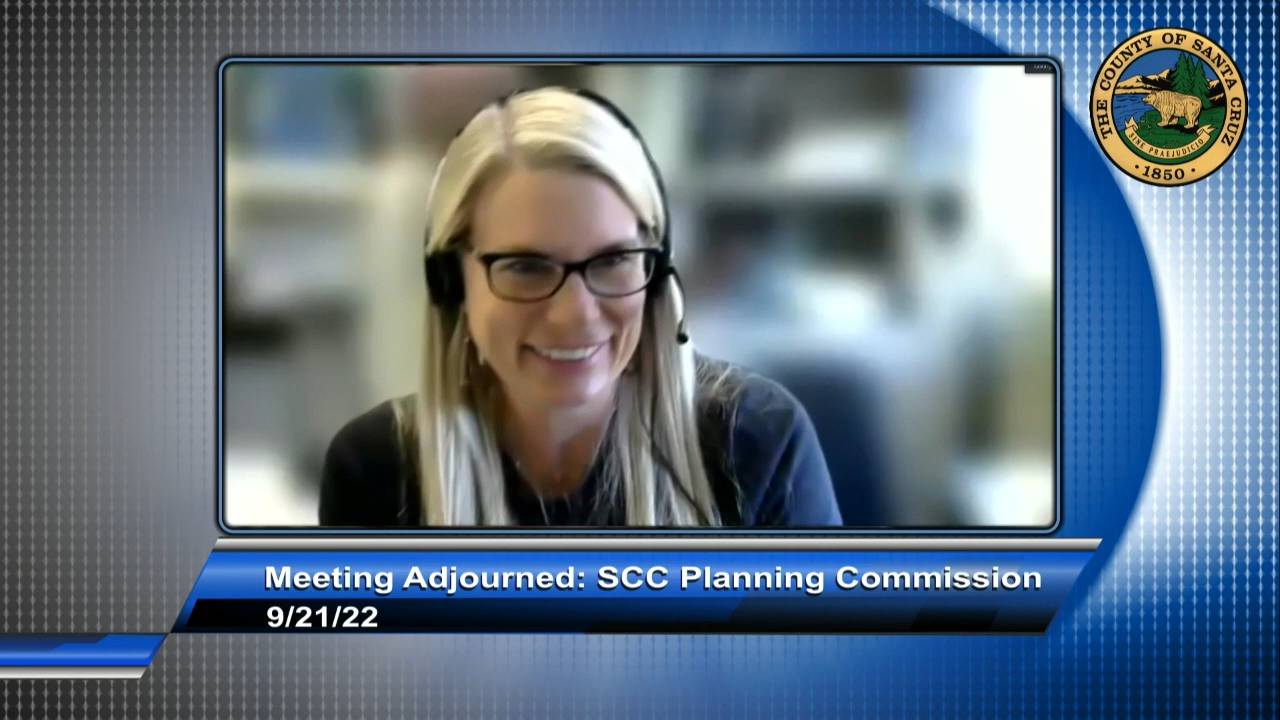 THE COUNTY OF SANTA CRUZ
SINE PRAEJUDICIO
· 1850 ·
Meeting Adjourned: SCC Planning Commission
9/21/22